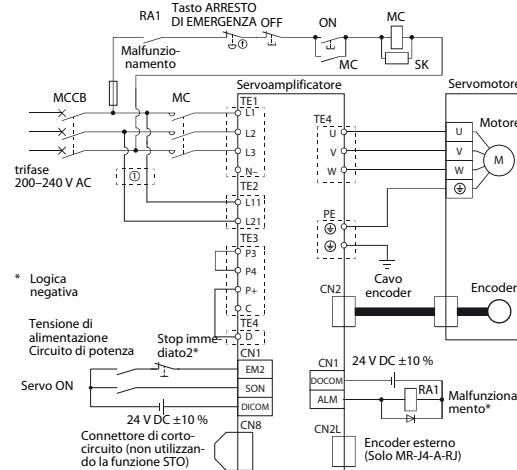 Tasto ARRESTO
DI EMERGENZA
RA1
OFF
ON
MC
Malfunzio-
namento
①
MC
SK
Servoamplificatore
Servomotore
MCCB
MC
TE1
L1
L2
L3
N−
TE4
U
V
W
U
V
W
Motore
M
trifase
200–240 V AC
①
TE2
L11
L21
PE
TE3
P3
P4
P+
C
TE4
D
* Logica
negativa
CN2
Cavo
encoder
Encoder
Tensione di
alimentazione
Circuito di potenza
Stop imme-
diato2*
CN1
EM2
SON
DICOM
Servo ON
24 V DC ±10 %
CN1
DOCOM
ALM
24 V DC ±10 %
RA1
Malfunziona
mento*
Connettore di corto-
circuito (non utilizzan-
do la funzione STO)
CN8
CN2L
Encoder esterno
(Solo MR-J4-A-RJ)